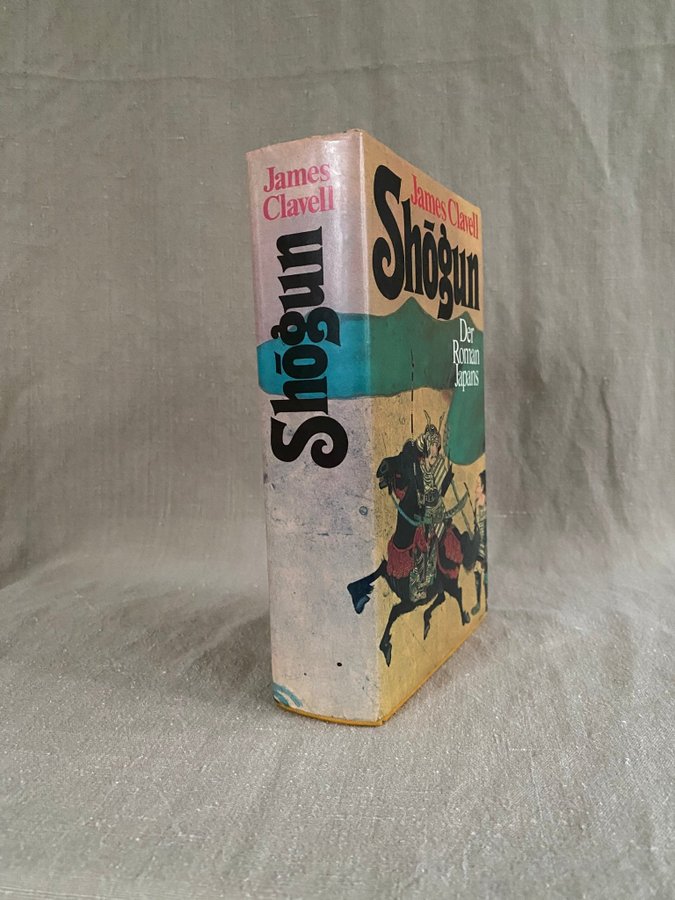 James
Clavell
Shōgun
James Clavell
Shōgun
Der
Roman
Japans